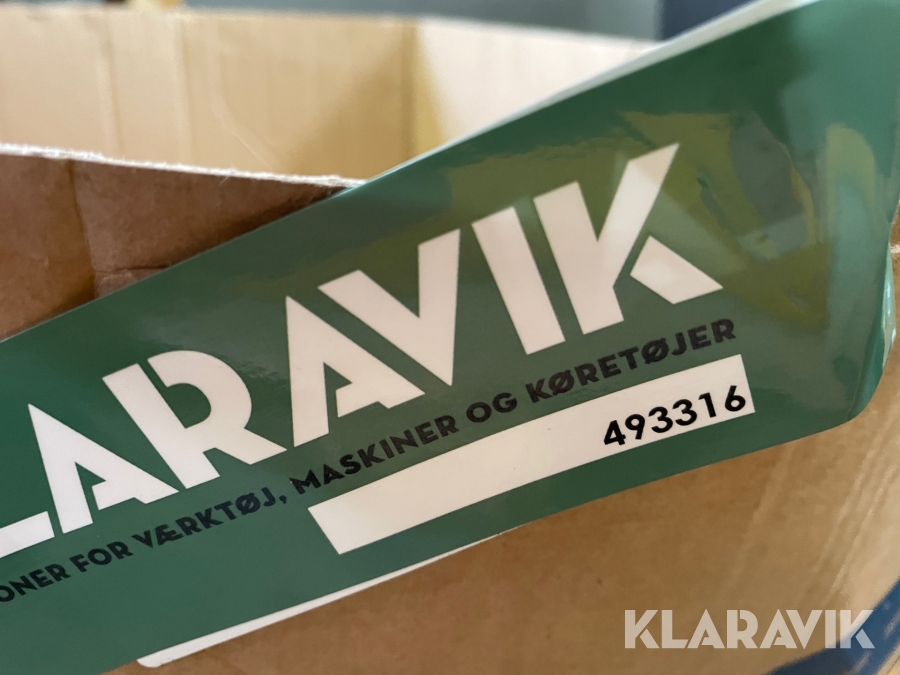 LARAVIK
ONER FOR VÆRKTØJ, MASKINER OG KØRETØJER
493316
KLARAVIK